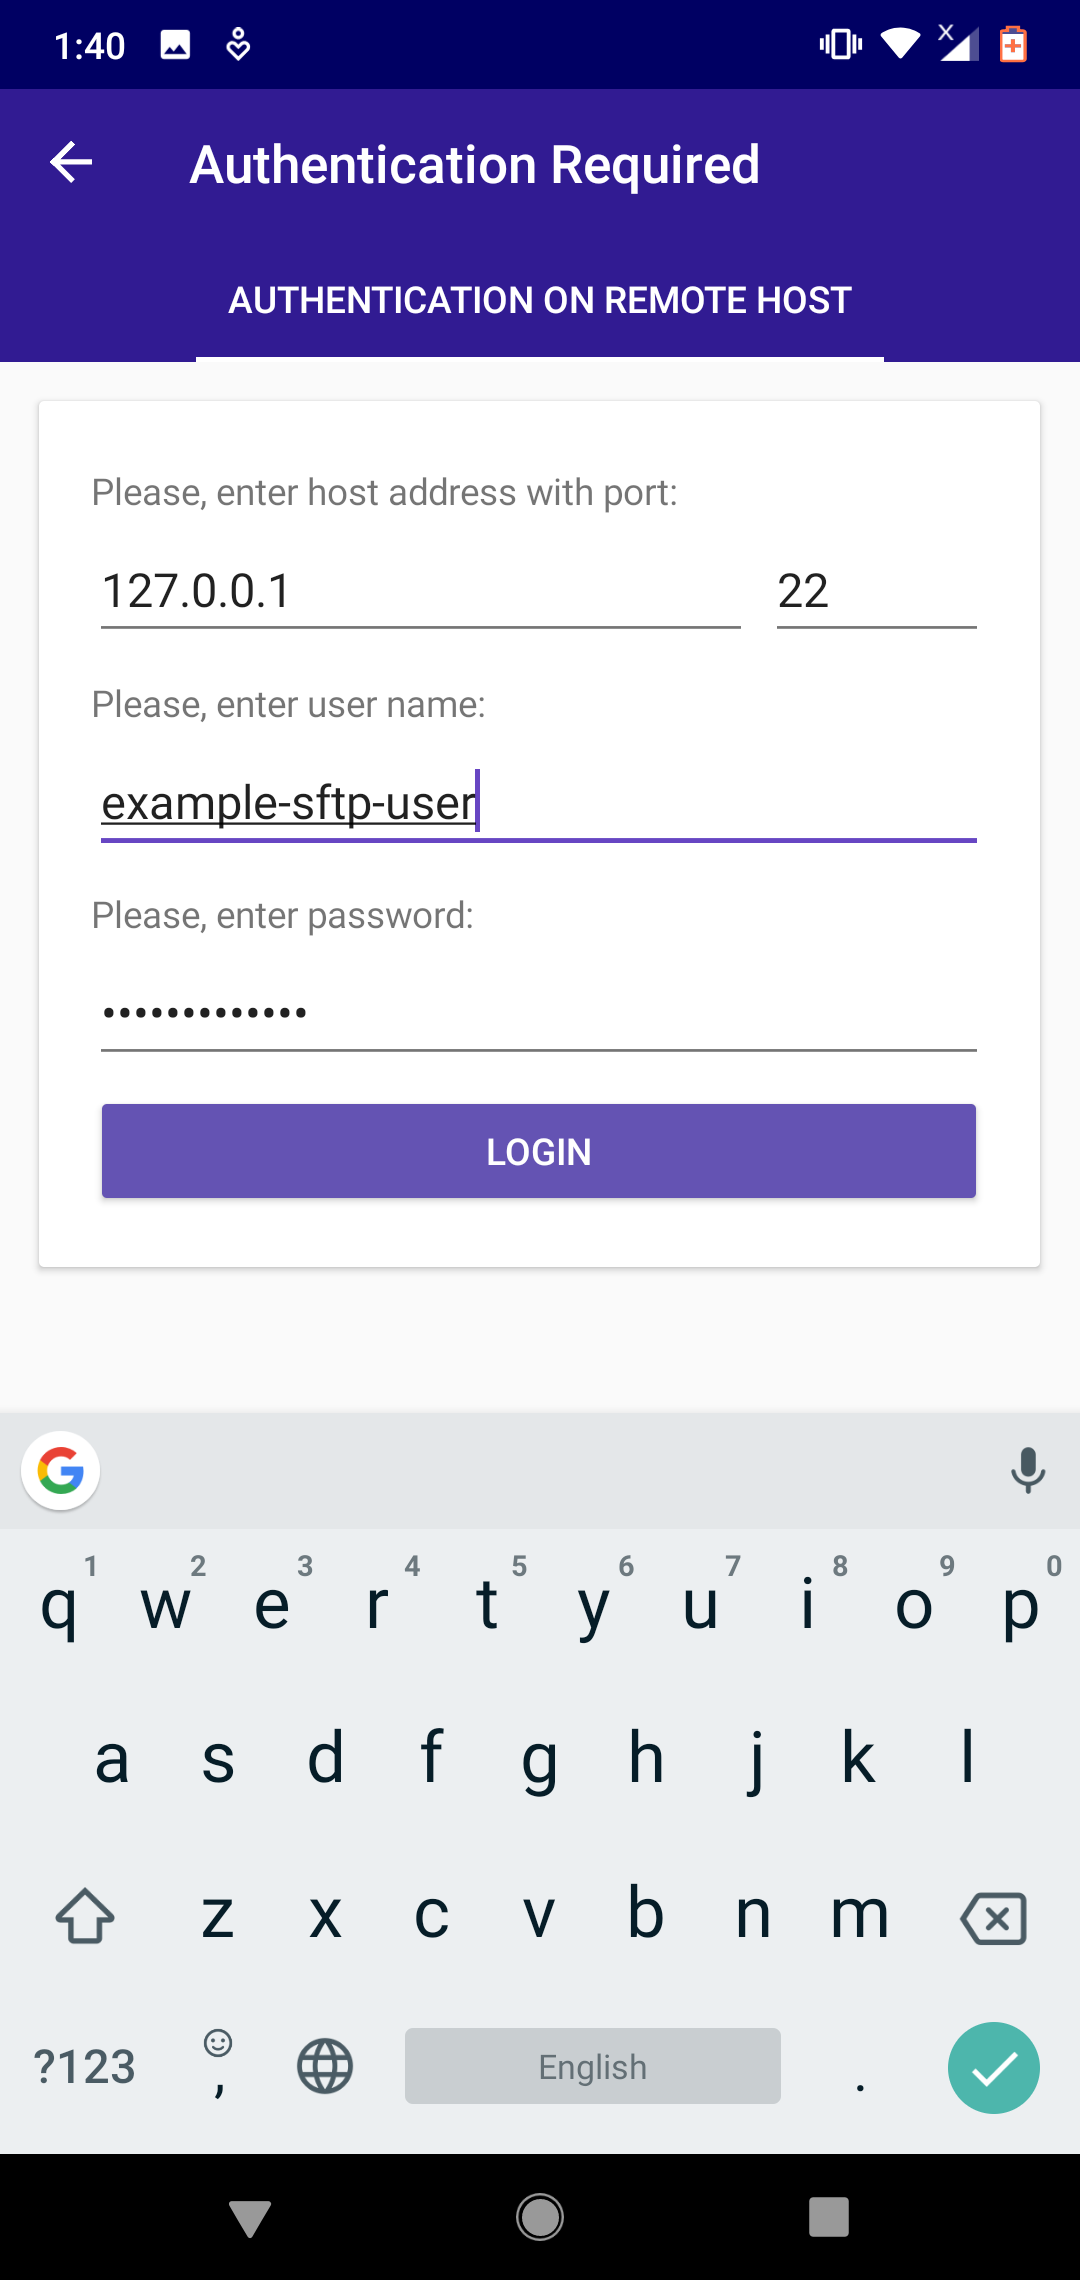 1:40
Authentication Required
AUTHENTICATION ON REMOTE HOST
Please, enter host address with port:
127.0.0.1 22
Please, enter user name:
example-sftp-user
Please, enter password:
•••••••••••••
LOGIN
1 2 3 4 5 6 7 8 9 0
q w e r t y u i o p
a s d f g h j k l
z x c v b n m
?123 , English .